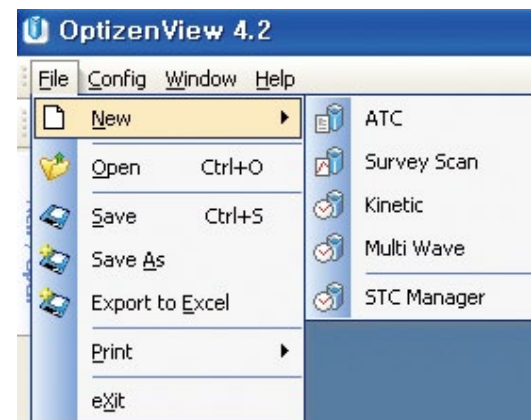 OptizenView 4.2
File Config Window Help
New
Open Ctrl+O
Save Ctrl+S
Save As
Export to Excel
Print
eXit
ATC
Survey Scan
Kinetic
Multi Wave
STC Manager